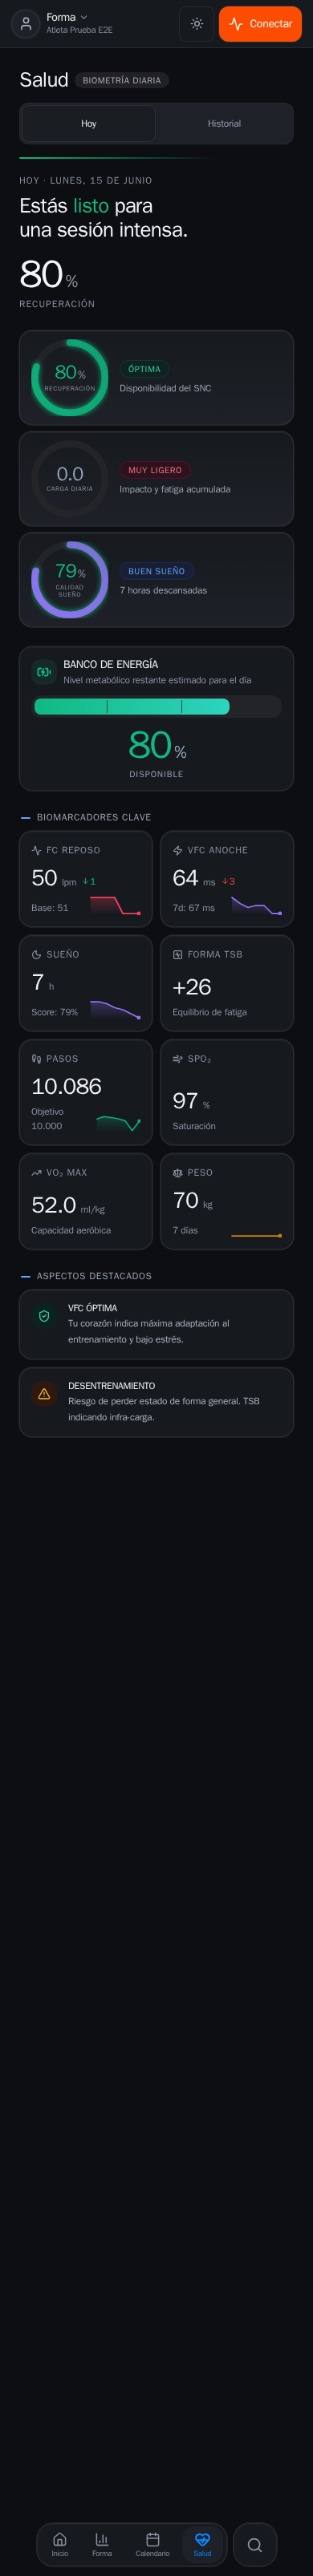 Forma
Atleta Prueba E2E
Conectar
Salud
BIOMETRÍA DIARIA
Hoy
Historial
HOY · LUNES, 15 DE JUNIO
Estás listo para
una sesión intensa.
80%
RECUPERACIÓN
80%
RECUPERACIÓN
ÓPTIMA
Disponibilidad del SNC
0.0
CARGA DIARIA
MUY LIGERO
Impacto y fatiga acumulada
79%
CALIDAD
SUEÑO
BUEN SUEÑO
7 horas descansadas
BANCO DE ENERGÍA
Nivel metabólico restante estimado para el día
80%
DISPONIBLE
BIOMARCADORES CLAVE
FC REPOSO
50 lpm ↓1
Base: 51
VFC ANOCHE
64 ms ↓3
7d: 67 ms
SUEÑO
7 h
Score: 79%
FORMA TSB
+26
Equilibrio de fatiga
PASOS
10.086
Objetivo
10.000
SPO₂
97 %
Saturación
VO₂ MAX
52.0 ml/kg
Capacidad aeróbica
PESO
70 kg
7 días
ASPECTOS DESTACADOS
VFC ÓPTIMA
Tu corazón indica máxima adaptación al
entrenamiento y bajo estrés.
DESENTRENAMIENTO
Riesgo de perder estado de forma general. TSB
indicando infra-carga.
Inicio
Forma
Calendario
Salud